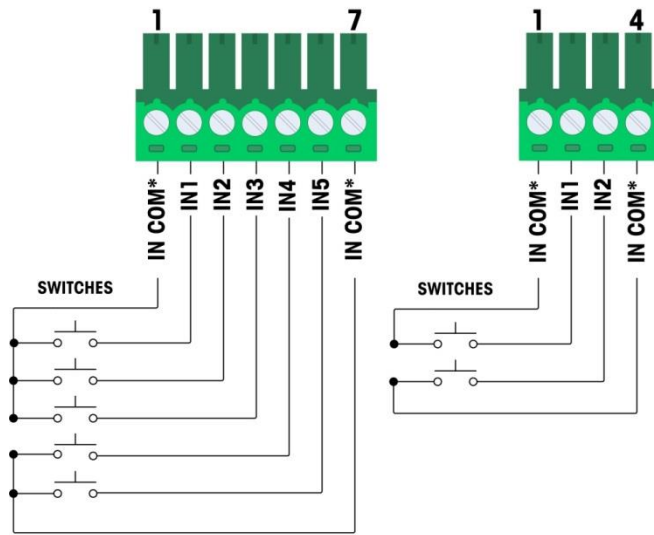 1 7
IN COM* IN1 IN2 IN3 IN4 IN5 IN COM*
SWITCHES
1 4
IN COM* IN1 IN2 IN COM*
SWITCHES